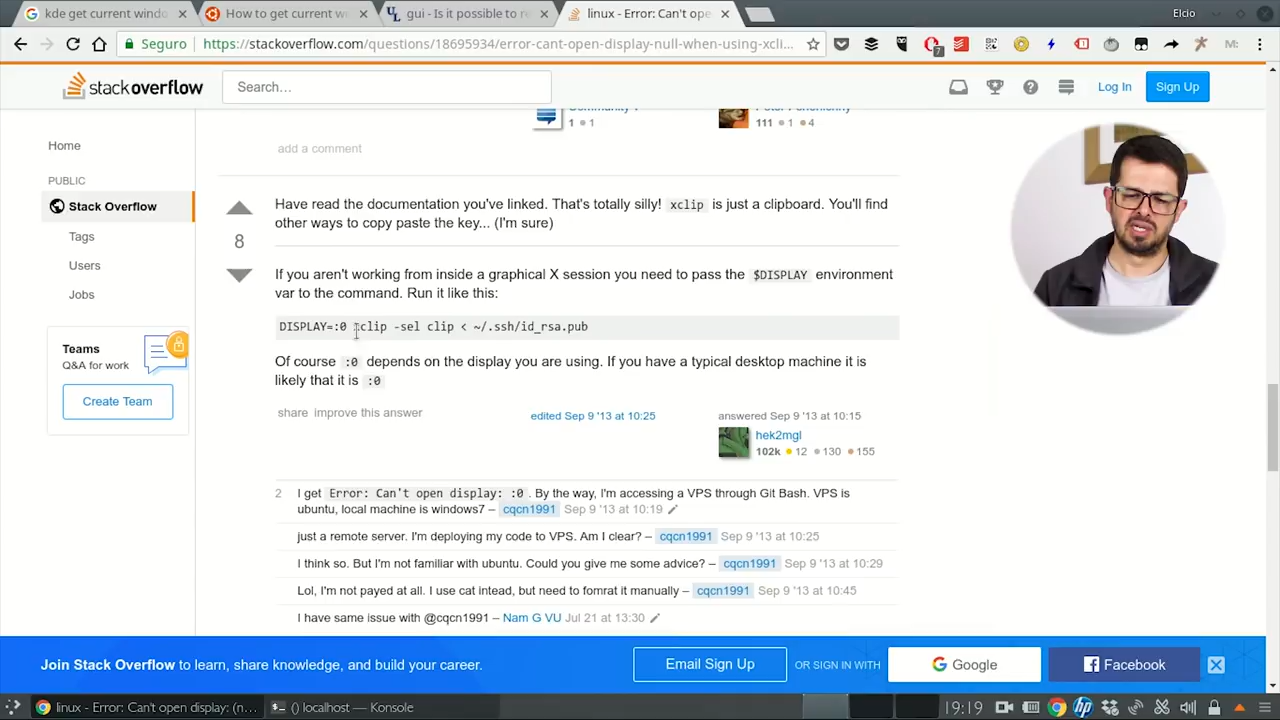 kde get current windo
How to get current wi
gui - Is it possible to re
linux - Error: Can't ope
Elcio
Seguro
https://stackoverflow.com/questions/18695934/error-cant-open-display-null-when-using-xcli...
7
M:
stackoverflow
Search...
Log In
Sign Up
1 1
111 1 4
Home
add a comment
PUBLIC
Stack Overflow
Tags
Users
Jobs
Teams
Q&A for work
Create Team
Have read the documentation you've linked. That's totally silly! xclip is just a clipboard. You'll find
other ways to copy paste the key... (I'm sure)
8
If you aren't working from inside a graphical X session you need to pass the $DISPLAY environment
var to the command. Run it like this:
DISPLAY=:0 xclip -sel clip < ~/.ssh/id_rsa.pub
Of course :0 depends on the display you are using. If you have a typical desktop machine it is
likely that it is :0
share improve this answer
edited Sep 9 '13 at 10:25
answered Sep 9 '13 at 10:15
hek2mgl
102k 12 130 155
2
I get Error: Can't open display: :0. By the way, I'm accessing a VPS through Git Bash. VPS is
ubuntu, local machine is windows7 – cqcn1991 Sep 9 '13 at 10:19
just a remote server. I'm deploying my code to VPS. Am I clear? – cqcn1991 Sep 9 '13 at 10:25
I think so. But I'm not familiar with ubuntu. Could you give me some advice? – cqcn1991 Sep 9 '13 at 10:29
Lol, I'm not payed at all. I use cat intead, but need to fomrat it manually – cqcn1991 Sep 9 '13 at 10:45
I have same issue with @cqcn1991 – Nam G VU Jul 21 at 13:30
Join Stack Overflow to learn, share knowledge, and build your career.
Email Sign Up
OR SIGN IN WITH
Google
Facebook
linux - Error: Can't open display: (n...
() localhost — Konsole
19:19